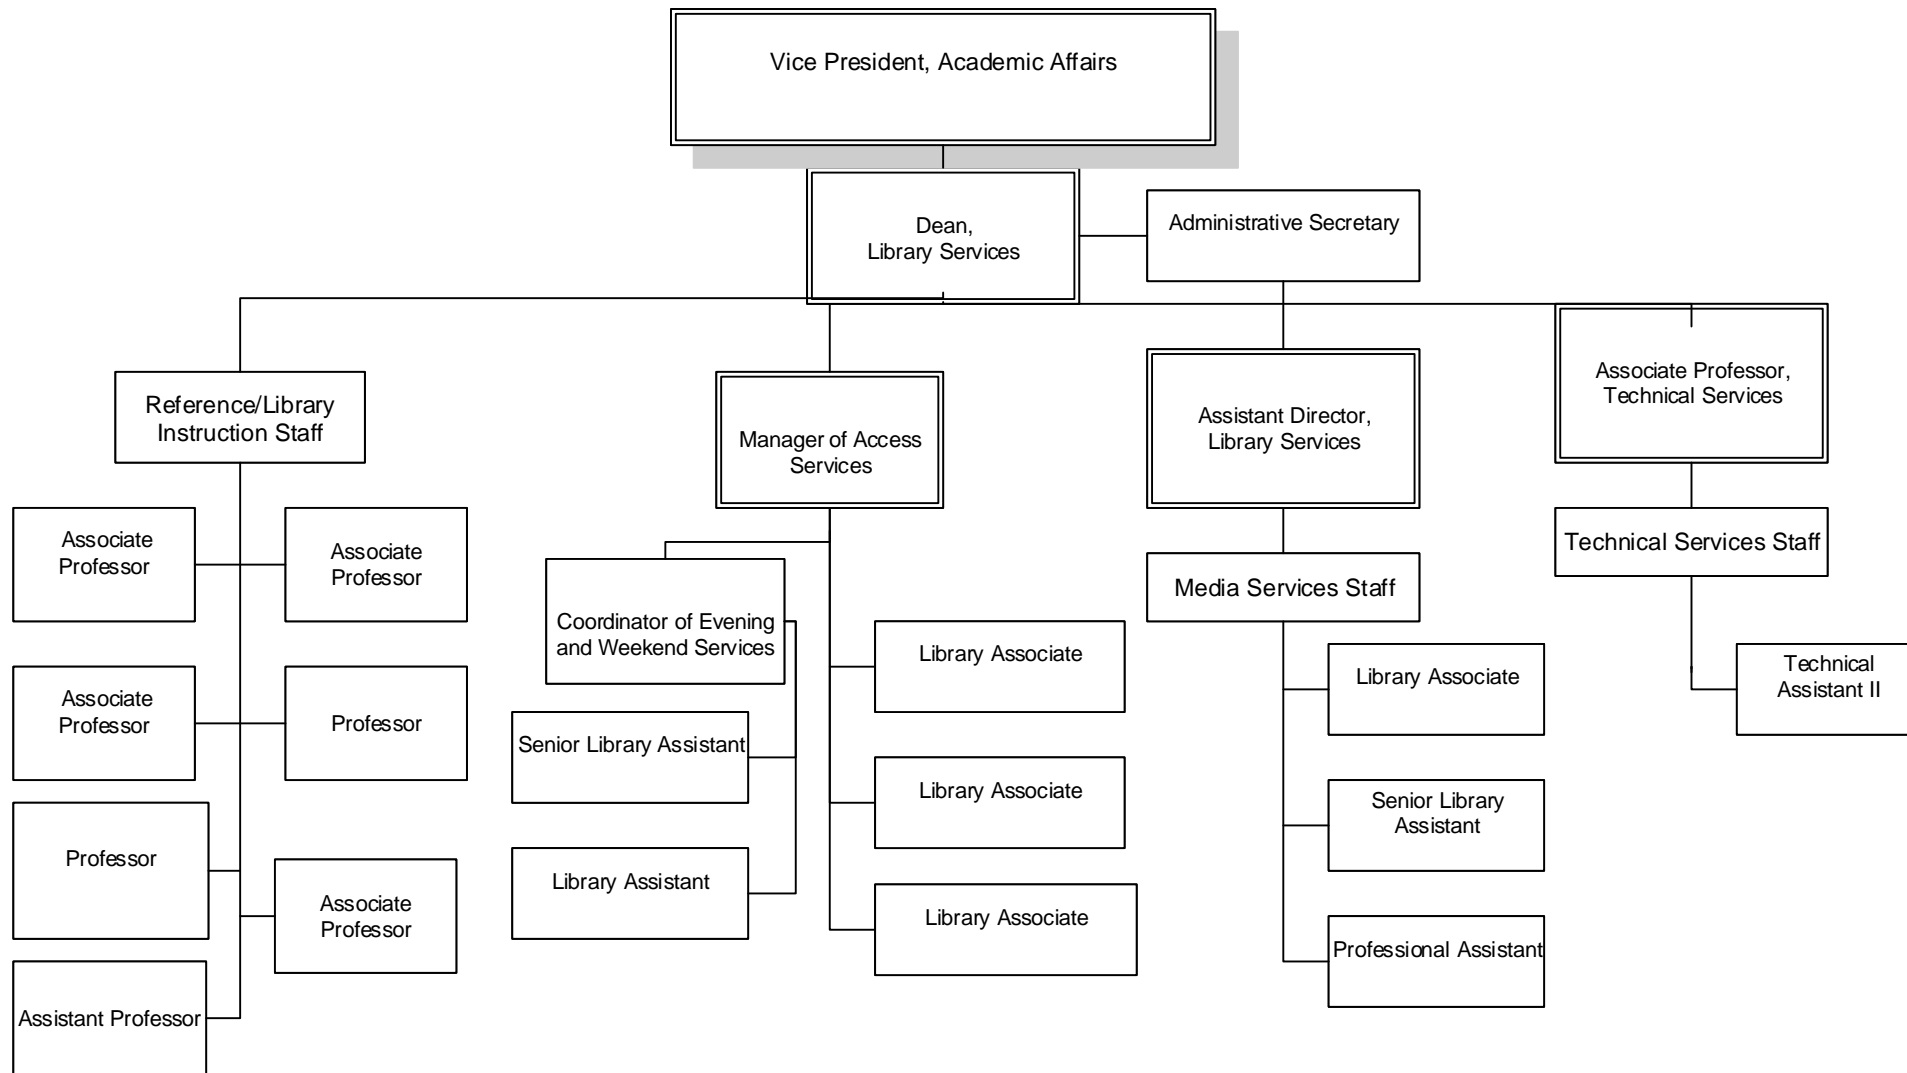 Vice President, Academic Affairs
Dean,
Library Services
Administrative Secretary
Reference/Library
Instruction Staff
Manager of Access
Services
Assistant Director,
Library Services
Associate Professor,
Technical Services
Associate
Professor
Associate
Professor
Associate
Professor
Professor
Professor
Associate
Professor
Assistant Professor
Coordinator of Evening
and Weekend Services
Senior Library Assistant
Library Assistant
Library Associate
Library Associate
Library Associate
Media Services Staff
Library Associate
Senior Library
Assistant
Professional Assistant
Technical Services Staff
Technical
Assistant II